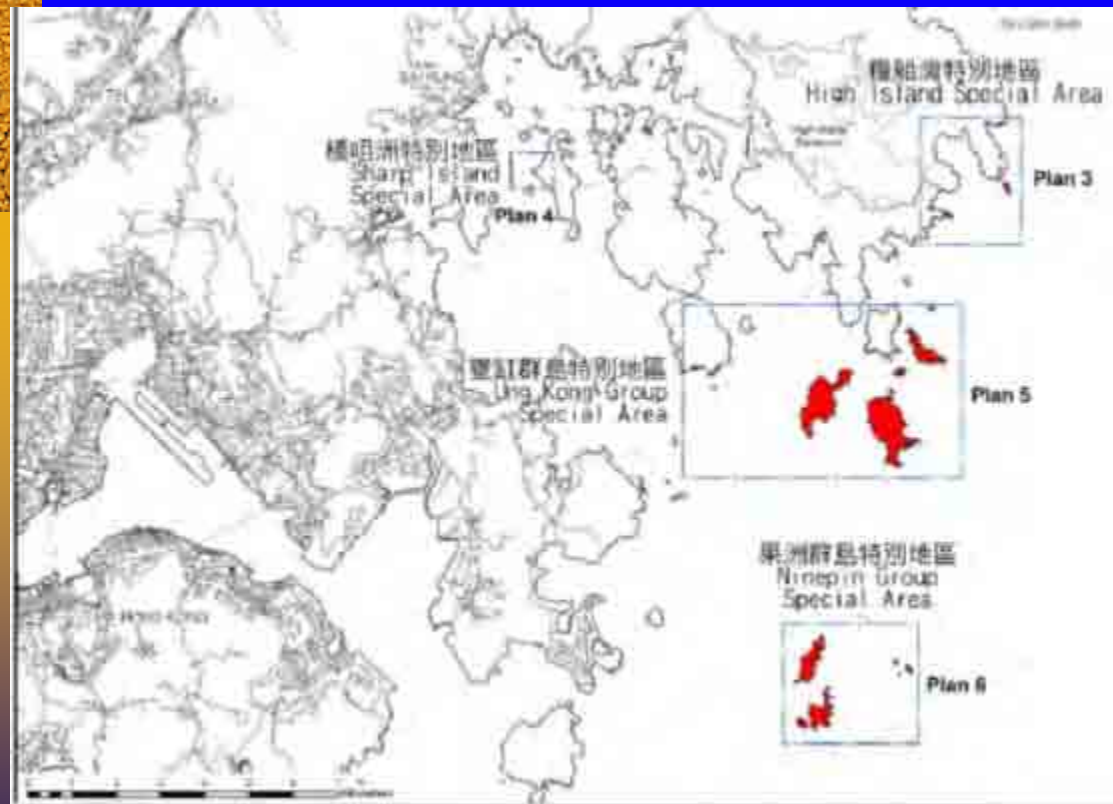 糧船灣特別地區
High Island Special Area
Plan 3
橋咀洲特別地區
Sharp Island
Special Area
Plan 4
甕缸群島特別地區
Ung Kong Group
Special Area
Plan 5
果洲群島特別地區
Ninepin Group
Special Area
Plan 6
HONG KONG